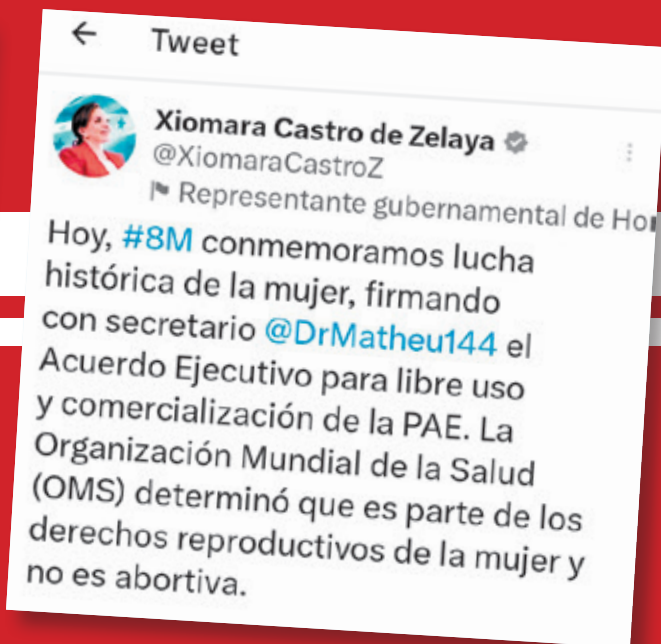 Tweet
Xiomara Castro de Zelaya
@XiomaraCastroZ
Representante gubernamental de
Hoy, #8M conmemoramos lucha
histórica de la mujer, firmando
con secretario @DrMatheu144 el
Acuerdo Ejecutivo para libre uso
y comercialización de la PAE. La
Organización Mundial de la Salud
(OMS) determinó que es parte de los
derechos reproductivos de la mujer y
no es abortiva.